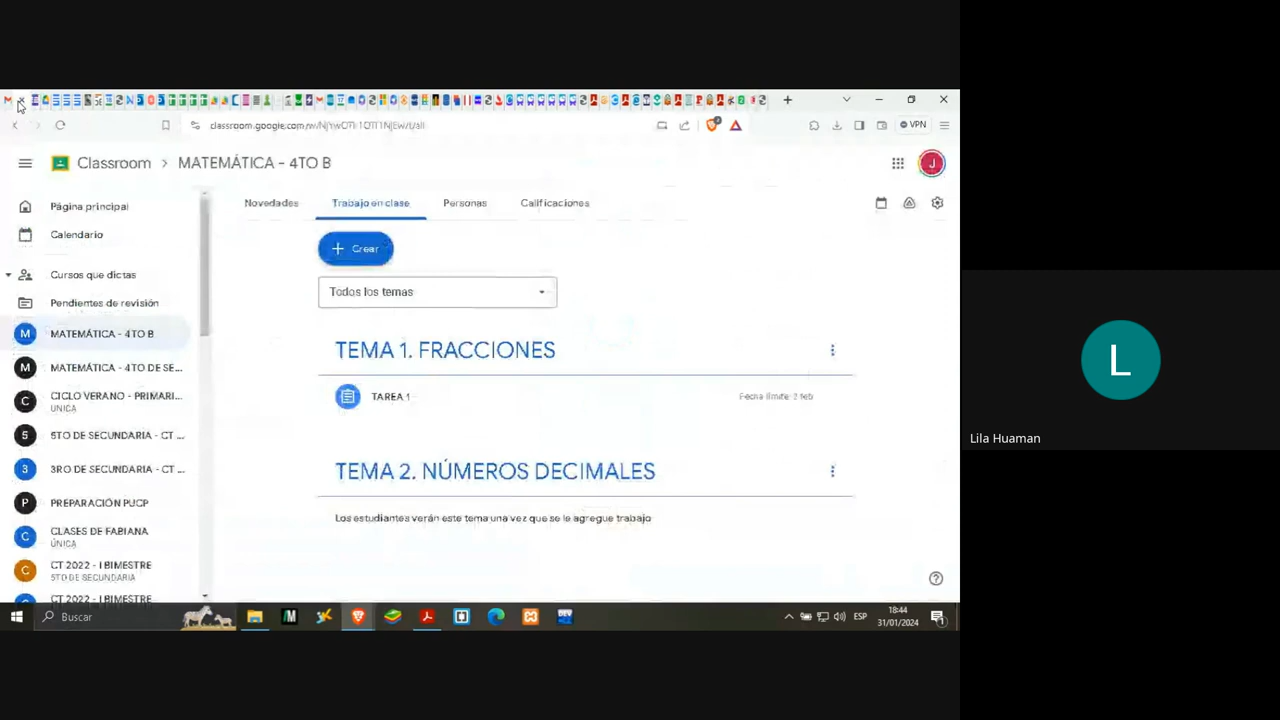 Classroom > MATEMÁTICA - 4TO B
J
VPN
Página principal
Calendario
Cursos que dictas
Pendientes de revisión
M MATEMÁTICA - 4TO B
M MATEMÁTICA - 4TO DE SE...
C CICLO VERANO - PRIMARI...
UNICA
5 5TO DE SECUNDARIA - CT ...
3 3RO DE SECUNDARIA - CT ...
P PREPARACIÓN PUCP
C CLASES DE FABIANA
ÚNICA
C CT 2022 - I BIMESTRE
5TO DE SECUNDARIA
CT 2022 - I BIMESTRE
Novedades Trabajo en clase Personas Calificaciones
+ Crear
Todos los temas
TEMA 1. FRACCIONES
TAREA 1 Fecha límite: 2 feb
TEMA 2. NÚMEROS DECIMALES
Los estudiantes verán este tema una vez que se le agregue trabajo
Buscar
ESP
18:44
31/01/2024
L
Lila Huaman